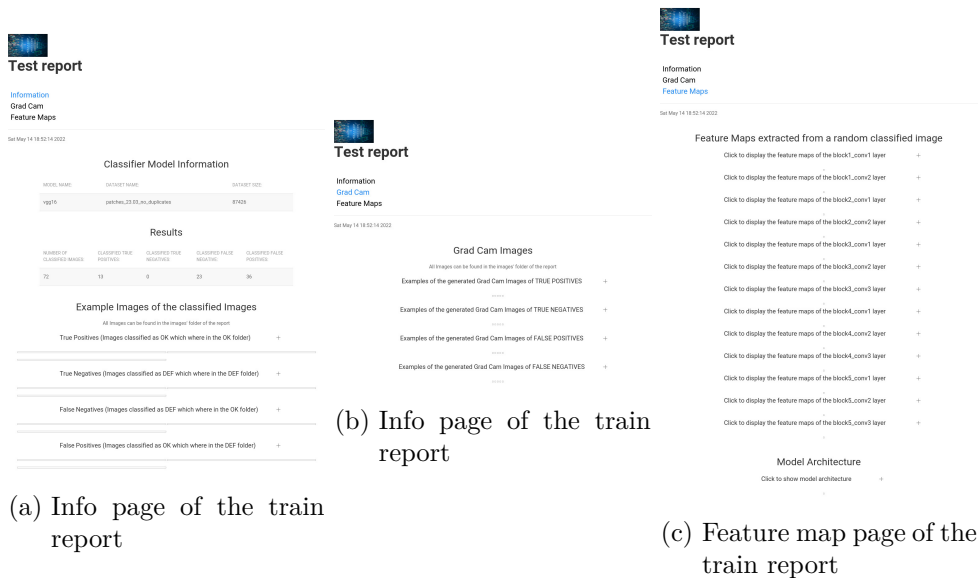 Test report
Information
Grad Cam
Feature Maps
Sat May 14 18:52:14 2022
Classifier Model Information
MODEL NAME: DATASET NAME: DATASET SIZE:
vgg16 patches_23.03_no_duplicates 87426
Results
NUMBER OF CLASSIFIED TRUE CLASSIFIED TRUE CLASSIFIED FALSE CLASSIFIED FALSE
CLASSIFIED IMAGES: POSITIVES: NEGATIVES: NEGATIVE: POSITIVES:
72 13 0 23 36
Example Images of the classified Images
All Images can be found in the images' folder of the report
True Positives (Images classified as OK which where in the OK folder) +
True Negatives (Images classified as DEF which where in the DEF folder) +
False Negatives (Images classified as DEF which where in the OK folder) +
False Positives (Images classified as OK which where in the DEF folder) +
(a) Info page of the train
report
Test report
Information
Grad Cam
Feature Maps
Sat May 14 18:52:14 2022
Grad Cam Images
All Images can be found in the images' folder of the report
Examples of the generated Grad Cam Images of TRUE POSITIVES +
Examples of the generated Grad Cam Images of TRUE NEGATIVES +
Examples of the generated Grad Cam Images of FALSE POSITIVES +
Examples of the generated Grad Cam Images of FALSE NEGATIVES +
(b) Info page of the train
report
Test report
Information
Grad Cam
Feature Maps
Sat May 14 18:52:14 2022
Feature Maps extracted from a random classified image
Click to display the feature maps of the block1_conv1 layer +
Click to display the feature maps of the block1_conv2 layer +
Click to display the feature maps of the block2_conv1 layer +
Click to display the feature maps of the block2_conv2 layer +
Click to display the feature maps of the block3_conv1 layer +
Click to display the feature maps of the block3_conv2 layer +
Click to display the feature maps of the block3_conv3 layer +
Click to display the feature maps of the block4_conv1 layer +
Click to display the feature maps of the block4_conv2 layer +
Click to display the feature maps of the block4_conv3 layer +
Click to display the feature maps of the block5_conv1 layer +
Click to display the feature maps of the block5_conv2 layer +
Click to display the feature maps of the block5_conv3 layer +
Model Architecture
Click to show model architecture +
(c) Feature map page of the
train report